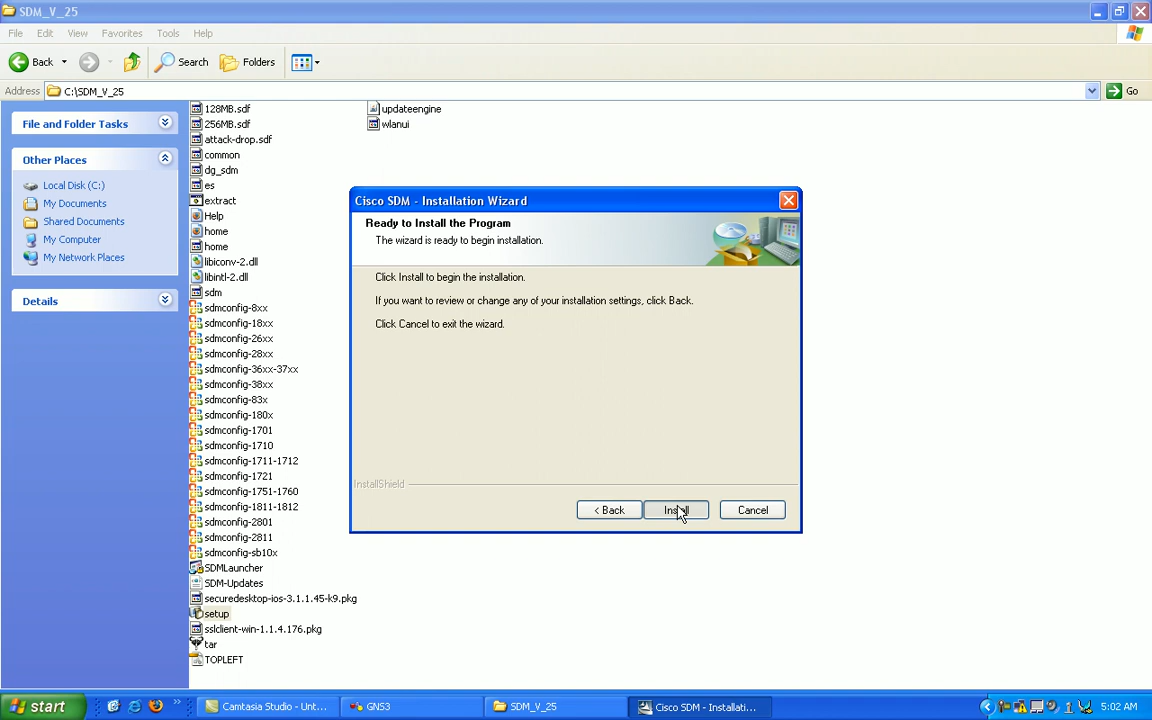 SDM_V_25
File Edit View Favorites Tools Help
Back Search Folders
Address C:\SDM_V_25 Go
File and Folder Tasks
Other Places
Local Disk (C:)
My Documents
Shared Documents
My Computer
My Network Places
Details
128MB.sdf
256MB.sdf
attack-drop.sdf
common
dg_sdm
es
extract
Help
home
home
libiconv-2.dll
libintl-2.dll
sdm
sdmconfig-8xx
sdmconfig-18xx
sdmconfig-26xx
sdmconfig-28xx
sdmconfig-36xx-37xx
sdmconfig-38xx
sdmconfig-83x
sdmconfig-180x
sdmconfig-1701
sdmconfig-1710
sdmconfig-1711-1712
sdmconfig-1721
sdmconfig-1751-1760
sdmconfig-1811-1812
sdmconfig-2801
sdmconfig-2811
sdmconfig-sb10x
SDMLauncher
SDM-Updates
securedesktop-ios-3.1.1.45-k9.pkg
setup
sslclient-win-1.1.4.176.pkg
tar
TOPLEFT
updateengine
wlanui
Cisco SDM - Installation Wizard
Ready to Install the Program
The wizard is ready to begin installation.
Click Install to begin the installation.
If you want to review or change any of your installation settings, click Back.
Click Cancel to exit the wizard.
InstallShield
< Back Install Cancel
start Camtasia Studio - Unt... GNS3 SDM_V_25 Cisco SDM - Installati... 5:02 AM